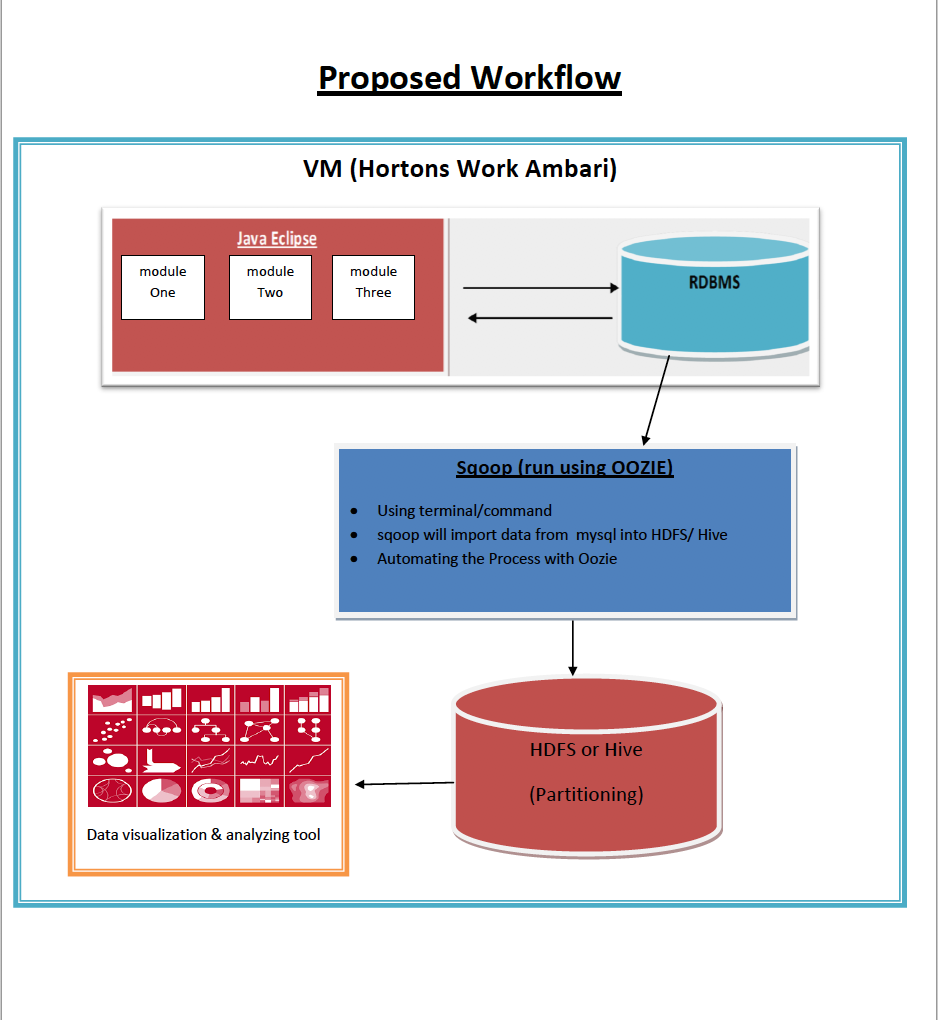 Proposed Workflow
VM (Hortons Work Ambari)
Java Eclipse
module
One
module
Two
module
Three
RDBMS
Sqoop (run using OOZIE)
• Using terminal/command
• sqoop will import data from mysql into HDFS/ Hive
• Automating the Process with Oozie
HDFS or Hive
(Partitioning)
Data visualization & analyzing tool